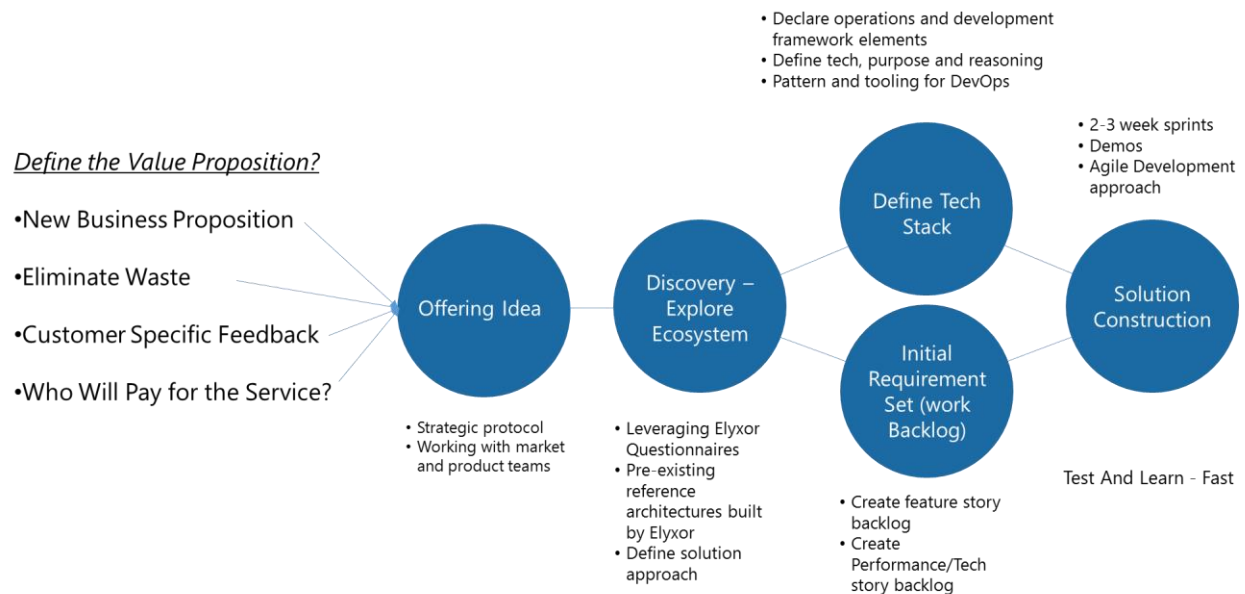 Define the Value Proposition?
•New Business Proposition
•Eliminate Waste
•Customer Specific Feedback
•Who Will Pay for the Service?
Offering Idea
• Strategic protocol
• Working with market
and product teams
Discovery –
Explore
Ecosystem
• Leveraging Elyxor
Questionnaires
• Pre-existing
reference
architectures built
by Elyxor
• Define solution
approach
• Declare operations and development
framework elements
• Define tech, purpose and reasoning
• Pattern and tooling for DevOps
Define Tech
Stack
Initial
Requirement
Set (work
Backlog)
• Create feature story
backlog
• Create
Performance/Tech
story backlog
• 2-3 week sprints
• Demos
• Agile Development
approach
Solution
Construction
Test And Learn - Fast